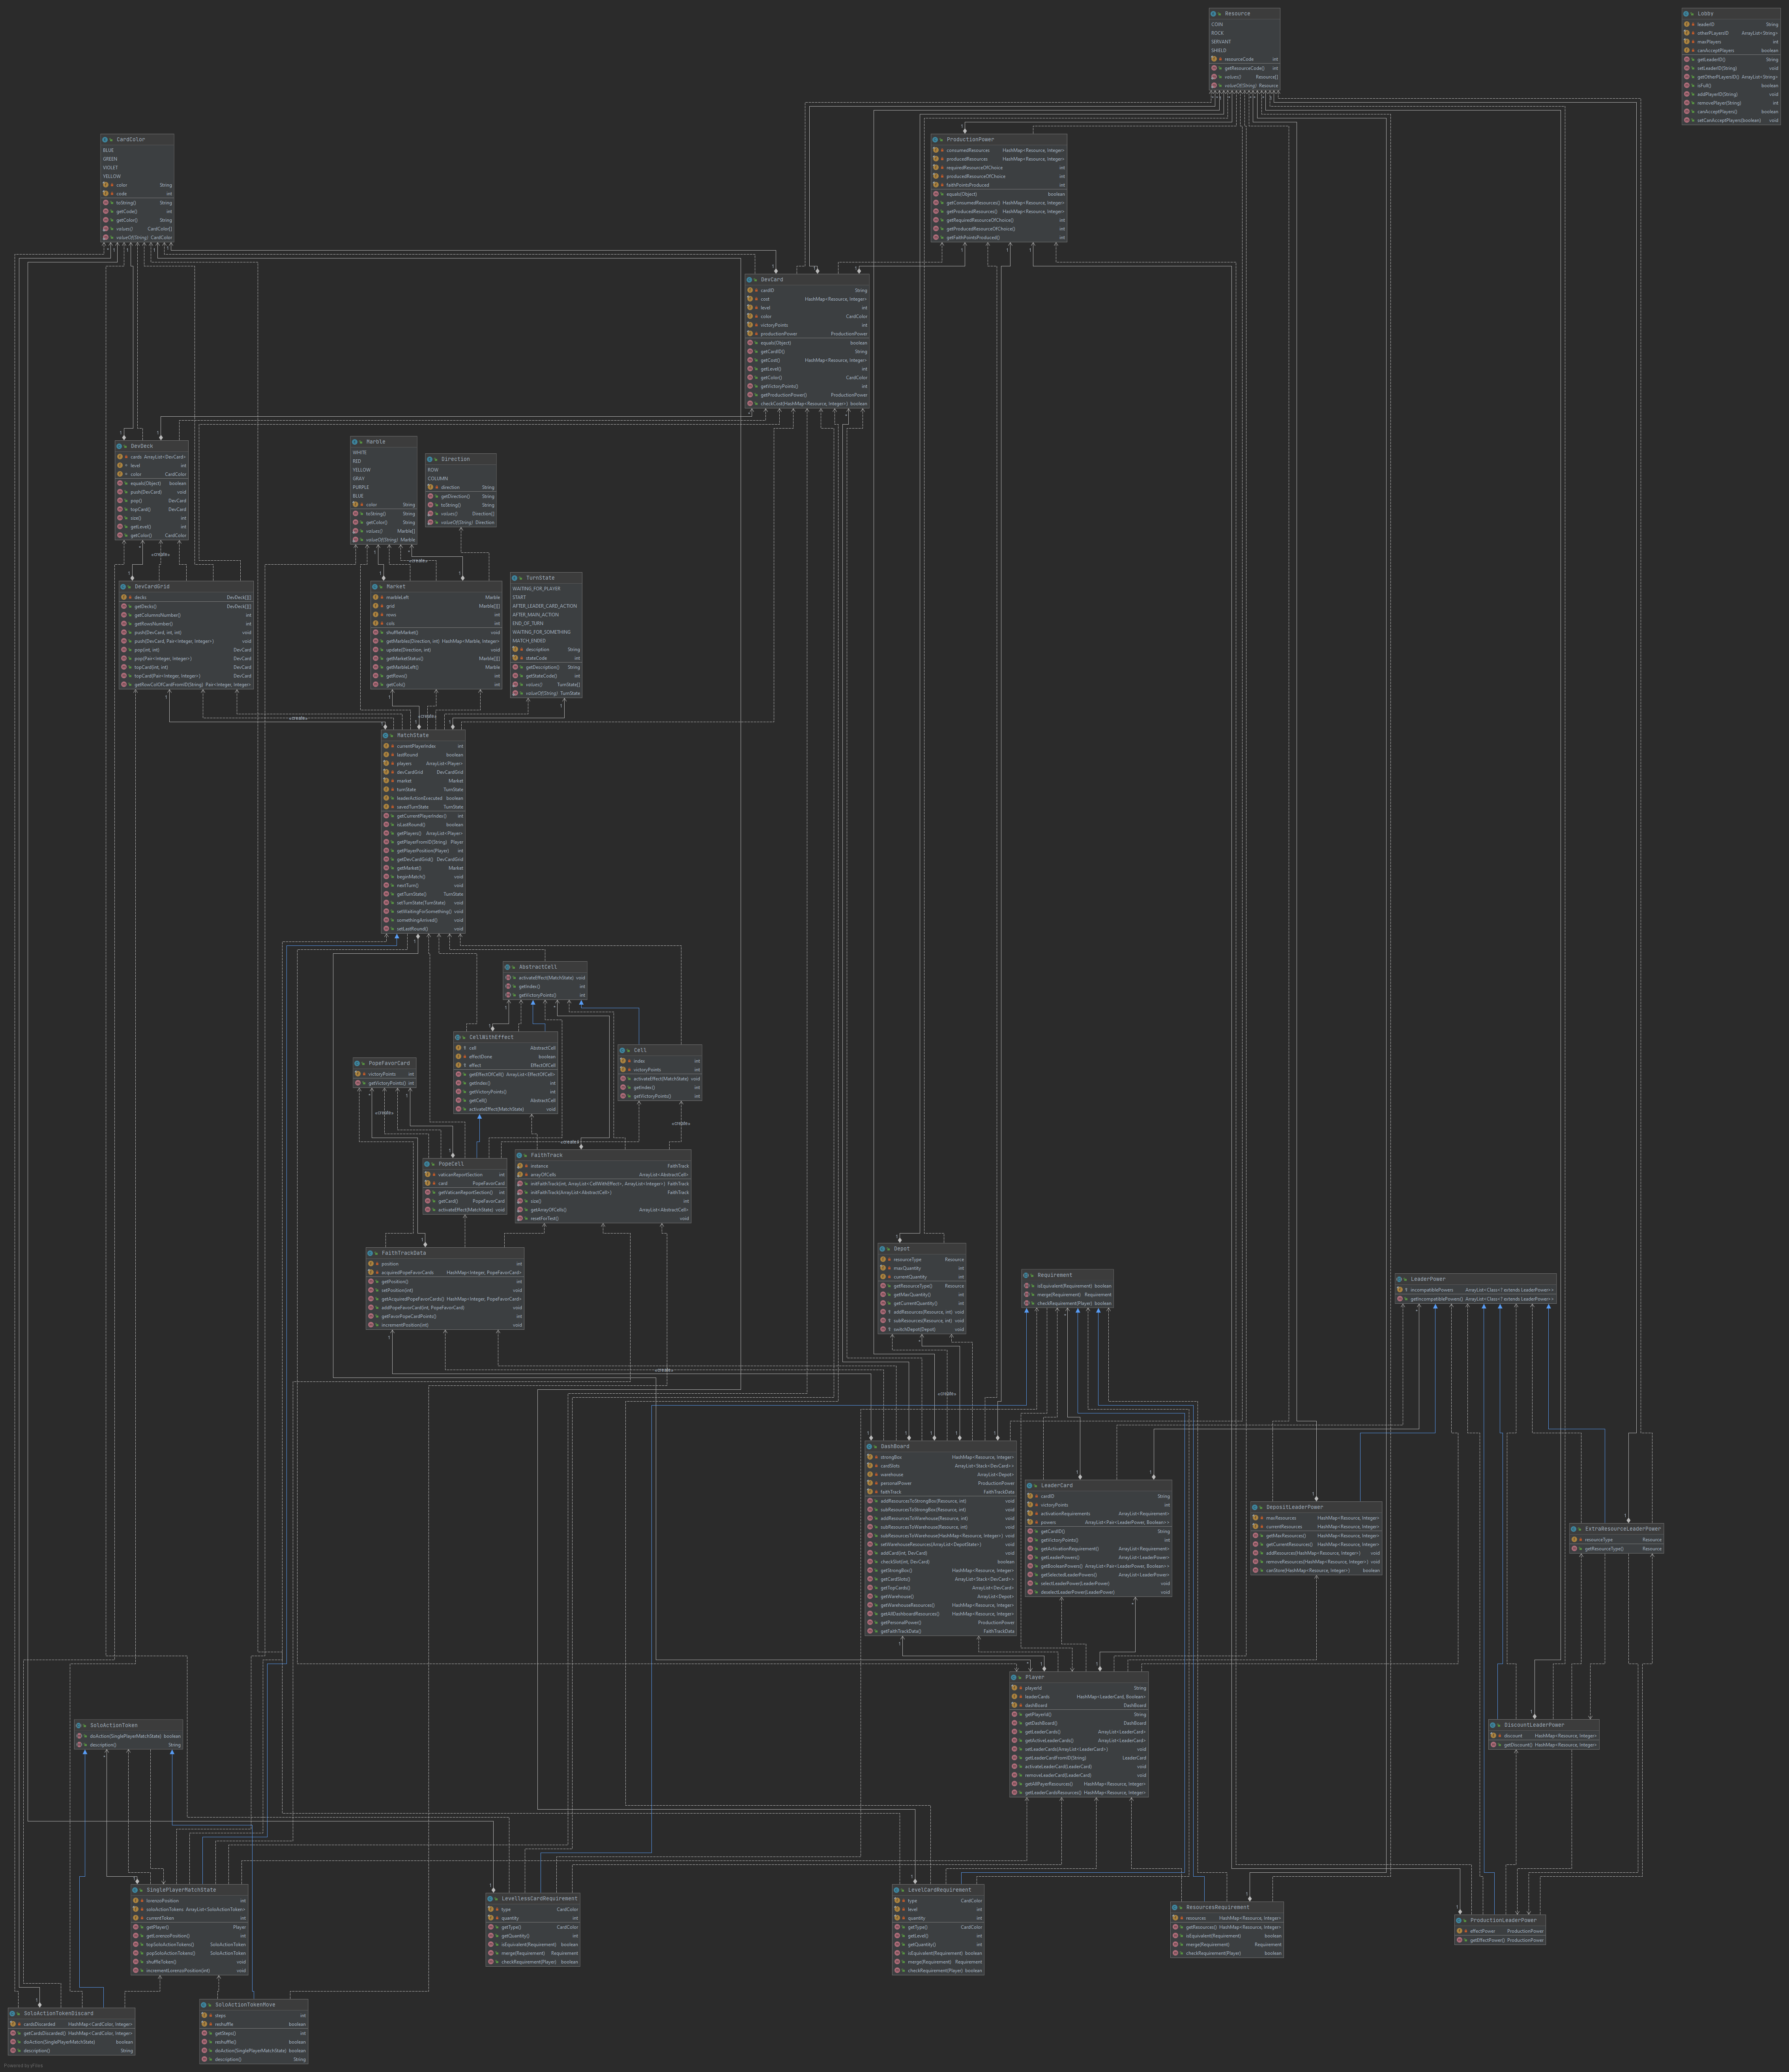 Resource
COIN
ROCK
SERVANT
SHIELD
resourceCode int
getResourceCode() int
values() Resource[]
valueOf(String) Resource
Lobby
leaderID String
otherPLayersID ArrayList<String>
maxPlayers int
canAcceptPlayers boolean
getLeaderID() String
setLeaderID(String) void
getOtherPLayersID() ArrayList<String>
isFull() boolean
addPlayerID(String) void
removePlayer(String) int
canAcceptPlayers() boolean
setCanAcceptPlayers(boolean) void
CardColor
BLUE
GREEN
VIOLET
YELLOW
color String
code int
toString() String
getCode() int
getColor() String
values() CardColor[]
valueOf(String) CardColor
ProductionPower
consumedResources HashMap<Resource, Integer>
producedResources HashMap<Resource, Integer>
requiredResourceOfChoice int
producedResourceOfChoice int
faithPointsProduced int
equals(Object) boolean
getConsumedResources() HashMap<Resource, Integer>
getProducedResources() HashMap<Resource, Integer>
getRequiredResourceOfChoice() int
getProducedResourceOfChoice() int
getFaithPointsProduced() int
DevCard
cardID String
cost HashMap<Resource, Integer>
level int
color CardColor
victoryPoints int
productionPower ProductionPower
equals(Object) boolean
getCardID() String
getCost() HashMap<Resource, Integer>
getLevel() int
getColor() CardColor
getVictoryPoints() int
getProductionPower() ProductionPower
checkCost(HashMap<Resource, Integer>) boolean
DevDeck
cards ArrayList<DevCard>
level int
color CardColor
equals(Object) boolean
push(DevCard) void
pop() DevCard
topCard() DevCard
size() int
getLevel() int
getColor() CardColor
Marble
WHITE
RED
YELLOW
GRAY
PURPLE
BLUE
color String
toString() String
getColor() String
values() Marble[]
valueOf(String) Marble
Direction
ROW
COLUMN
direction String
getDirection() String
toString() String
values() Direction[]
valueOf(String) Direction
«create»
«create»
DevCardGrid
decks DevDeck[][]
getDecks() DevDeck[][]
getColumnsNumber() int
getRowsNumber() int
push(DevCard, int, int) void
push(DevCard, Pair<Integer, Integer>) void
pop(int, int) DevCard
pop(Pair<Integer, Integer>) DevCard
topCard(int, int) DevCard
topCard(Pair<Integer, Integer>) DevCard
getRowColOfCardFromID(String) Pair<Integer, Integer>
Market
marbleLeft Marble
grid Marble[][]
rows int
cols int
shuffleMarket() void
getMarbles(Direction, int) HashMap<Marble, Integer>
update(Direction, int) void
getMarketStatus() Marble[][]
getMarbleLeft() Marble
getRows() int
getCols() int
TurnState
WAITING_FOR_PLAYER
START
AFTER_LEADER_CARD_ACTION
AFTER_MAIN_ACTION
END_OF_TURN
WAITING_FOR_SOMETHING
MATCH_ENDED
description String
stateCode int
getDescription() String
getStateCode() int
values() TurnState[]
valueOf(String) TurnState
«create»
«create»
MatchState
currentPlayerIndex int
lastRound boolean
players ArrayList<Player>
devCardGrid DevCardGrid
market Market
turnState TurnState
leaderActionExecuted boolean
savedTurnState TurnState
getCurrentPlayerIndex() int
isLastRound() boolean
getPlayers() ArrayList<Player>
getPlayerFromID(String) Player
getPlayerPosition(Player) int
getDevCardGrid() DevCardGrid
getMarket() Market
beginMatch() void
nextTurn() void
getTurnState() TurnState
setTurnState(TurnState) void
setWaitingForSomething() void
somethingArrived() void
setLastRound() void
AbstractCell
activateEffect(MatchState) void
getIndex() int
getVictoryPoints() int
CellWithEffect
cell AbstractCell
effectDone boolean
effect EffectOfCell
getEffectOfCell() ArrayList<EffectOfCell>
getIndex() int
getVictoryPoints() int
getCell() AbstractCell
activateEffect(MatchState) void
Cell
index int
victoryPoints int
activateEffect(MatchState) void
getIndex() int
getVictoryPoints() int
PopeFavorCard
victoryPoints int
getVictoryPoints() int
«create»
«create»
«create»
PopeCell
vaticanReportSection int
card PopeFavorCard
getVaticanReportSection() int
getCard() PopeFavorCard
activateEffect(MatchState) void
FaithTrack
instance FaithTrack
arrayOfCells ArrayList<AbstractCell>
initFaithTrack(int, ArrayList<CellWithEffect>, ArrayList<Integer>) FaithTrack
initFaithTrack(ArrayList<AbstractCell>) FaithTrack
size() int
getArrayOfCells() ArrayList<AbstractCell>
resetForTest() void
FaithTrackData
position int
acquiredPopeFavorCards HashMap<Integer, PopeFavorCard>
getPosition() int
setPosition(int) void
getAcquiredPopeFavorCards() HashMap<Integer, PopeFavorCard>
addPopeFavorCard(int, PopeFavorCard) void
getFavorPopeCardPoints() int
incrementPosition(int) void
Depot
resourceType Resource
maxQuantity int
currentQuantity int
getResourceType() Resource
getMaxQuantity() int
getCurrentQuantity() int
addResources(Resource, int) void
subResources(Resource, int) void
switchDepot(Depot) void
Requirement
isEquivalent(Requirement) boolean
merge(Requirement) Requirement
checkRequirement(Player) boolean
LeaderPower
incompatiblePowers ArrayList<Class<? extends LeaderPower>>
getIncompatiblePower() ArrayList<Class<? extends LeaderPower>>
«create»
«create»
DashBoard
strongBox HashMap<Resource, Integer>
cardSlots ArrayList<Stack<DevCard>>
warehouse ArrayList<Depot>
personalPower ProductionPower
faithTrack FaithTrackData
addResourcesToStrongBox(Resource, int) void
subResourcesToStrongBox(Resource, int) void
addResourcesToWarehouse(Resource, int) void
subResourcesToWarehouse(Resource, int) void
subResourcesToWarehouse(HashMap<Resource, Integer>) void
setWarehouseResources(ArrayList<DepotState>) void
addCard(int, DevCard) void
checkSlot(int, DevCard) boolean
getStrongBox() HashMap<Resource, Integer>
getCardSlots() ArrayList<Stack<DevCard>>
getTopCards() ArrayList<DevCard>
getWarehouse() ArrayList<Depot>
getWarehouseResources() HashMap<Resource, Integer>
getAllDashboardResources() HashMap<Resource, Integer>
getPersonalPower() ProductionPower
getFaithTrackData() FaithTrackData
LeaderCard
cardID String
victoryPoints int
activationRequirements ArrayList<Requirement>
powers ArrayList<Pair<LeaderPower, Boolean>>
getCardID() String
getVictoryPoints() int
getActivationRequirement() ArrayList<Requirement>
getLeaderPowers() ArrayList<LeaderPower>
getBooleanPowers() ArrayList<Pair<LeaderPower, Boolean>>
getSelectedLeaderPowers() ArrayList<LeaderPower>
selectLeaderPower(LeaderPower) void
deselectLeaderPower(LeaderPower) void
DepositLeaderPower
maxResources HashMap<Resource, Integer>
currentResources HashMap<Resource, Integer>
getMaxResources() HashMap<Resource, Integer>
getCurrentResources() HashMap<Resource, Integer>
addResources(HashMap<Resource, Integer>) void
removeResources(HashMap<Resource, Integer>) void
canStore(HashMap<Resource, Integer>) boolean
ExtraResourceLeaderPower
resourceType Resource
getResourceType() Resource
Player
playerId String
leaderCards HashMap<LeaderCard, Boolean>
dashBoard DashBoard
getPlayerId() String
getDashBoard() DashBoard
getLeaderCards() ArrayList<LeaderCard>
getActiveLeaderCards() ArrayList<LeaderCard>
setLeaderCards(ArrayList<LeaderCard>) void
getLeaderCardFromID(String) LeaderCard
activateLeaderCard(LeaderCard) void
removeLeaderCard(LeaderCard) void
getAllPlayerResources() HashMap<Resource, Integer>
getLeaderCardsResources() HashMap<Resource, Integer>
SoloActionToken
doAction(SinglePlayerMatchState) boolean
description() String
DiscountLeaderPower
discount HashMap<Resource, Integer>
getDiscount() HashMap<Resource, Integer>
SinglePlayerMatchState
lorenzoPosition int
soloActionTokens ArrayList<SoloActionToken>
currentToken int
getPlayer() Player
getLorenzoPosition() int
topSoloActionTokens() SoloActionToken
popSoloActionTokens() SoloActionToken
shuffleToken() void
incrementLorenzoPosition(int) void
LevellessCardRequirement
type CardColor
quantity int
getType() CardColor
getQuantity() int
isEquivalent(Requirement) boolean
merge(Requirement) Requirement
checkRequirement(Player) boolean
LevelCardRequirement
type CardColor
level int
quantity int
getType() CardColor
getLevel() int
getQuantity() int
isEquivalent(Requirement) boolean
merge(Requirement) Requirement
checkRequirement(Player) boolean
ResourcesRequirement
resources HashMap<Resource, Integer>
getResources() HashMap<Resource, Integer>
isEquivalent(Requirement) boolean
merge(Requirement) Requirement
checkRequirement(Player) boolean
ProductionLeaderPower
effectPower ProductionPower
getEffectPower() ProductionPower
SoloActionTokenDiscard
cardsDiscarded HashMap<CardColor, Integer>
getCardsDiscarded() HashMap<CardColor, Integer>
doAction(SinglePlayerMatchState) boolean
description() String
SoloActionTokenMove
steps int
reshuffle boolean
getSteps() int
reshuffle() boolean
doAction(SinglePlayerMatchState) boolean
description() String
Powered by yFiles